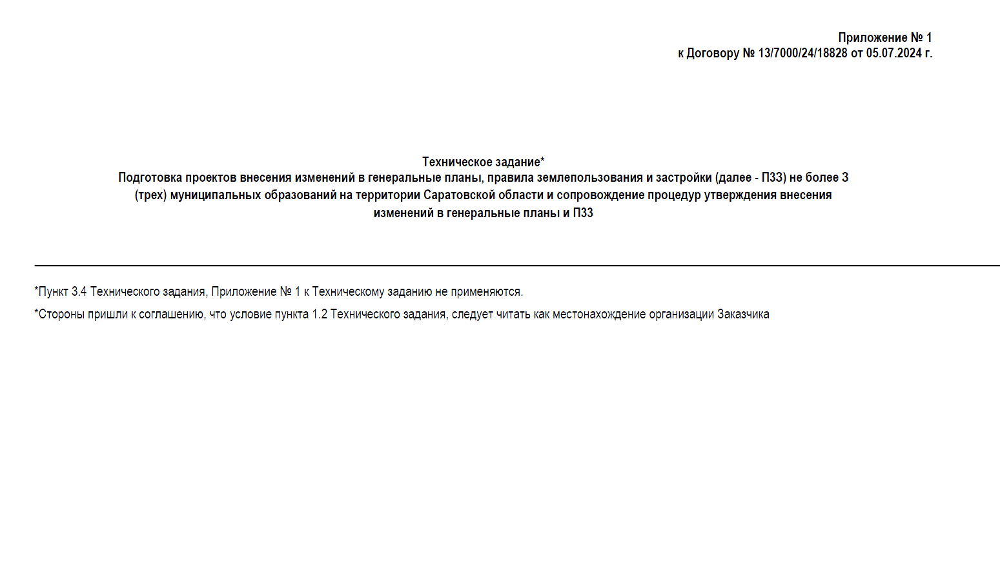 Приложение № 1
к Договору № 13/7000/24/18828 от 05.07.2024 г.
Техническое задание*
Подготовка проектов внесения изменений в генеральные планы, правила землепользования и застройки (далее - ПЗЗ) не более 3
(трех) муниципальных образований на территории Саратовской области и сопровождение процедур утверждения внесения
изменений в генеральные планы и ПЗЗ
*Пункт 3.4 Технического задания, Приложение № 1 к Техническому заданию не применяются.
*Стороны пришли к соглашению, что условие пункта 1.2 Технического задания, следует читать как местонахождение организации Заказчика